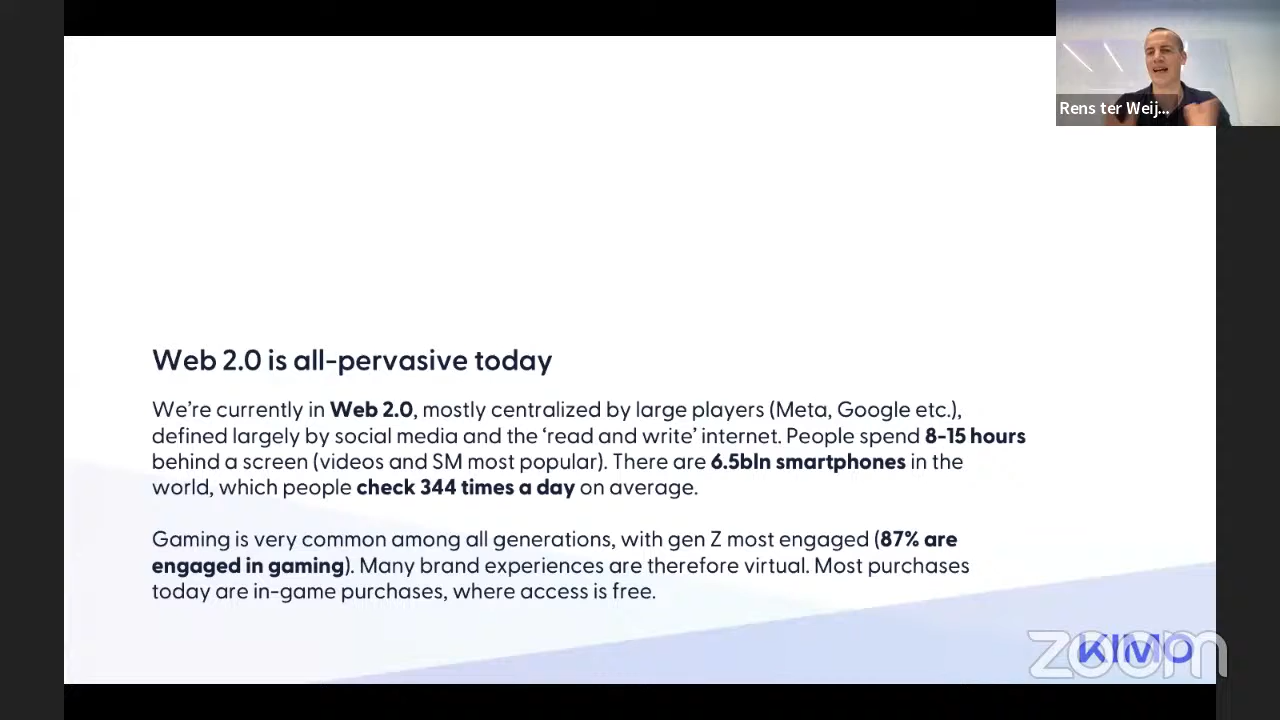 Rens ter Weij...
Web 2.0 is all-pervasive today
We’re currently in Web 2.0, mostly centralized by large players (Meta, Google etc.),
defined largely by social media and the ‘read and write’ internet. People spend 8-15 hours
behind a screen (videos and SM most popular). There are 6.5bln smartphones in the
world, which people check 344 times a day on average.
Gaming is very common among all generations, with gen Z most engaged (87% are
engaged in gaming). Many brand experiences are therefore virtual. Most purchases
today are in-game purchases, where access is free.
KIMO
zoom